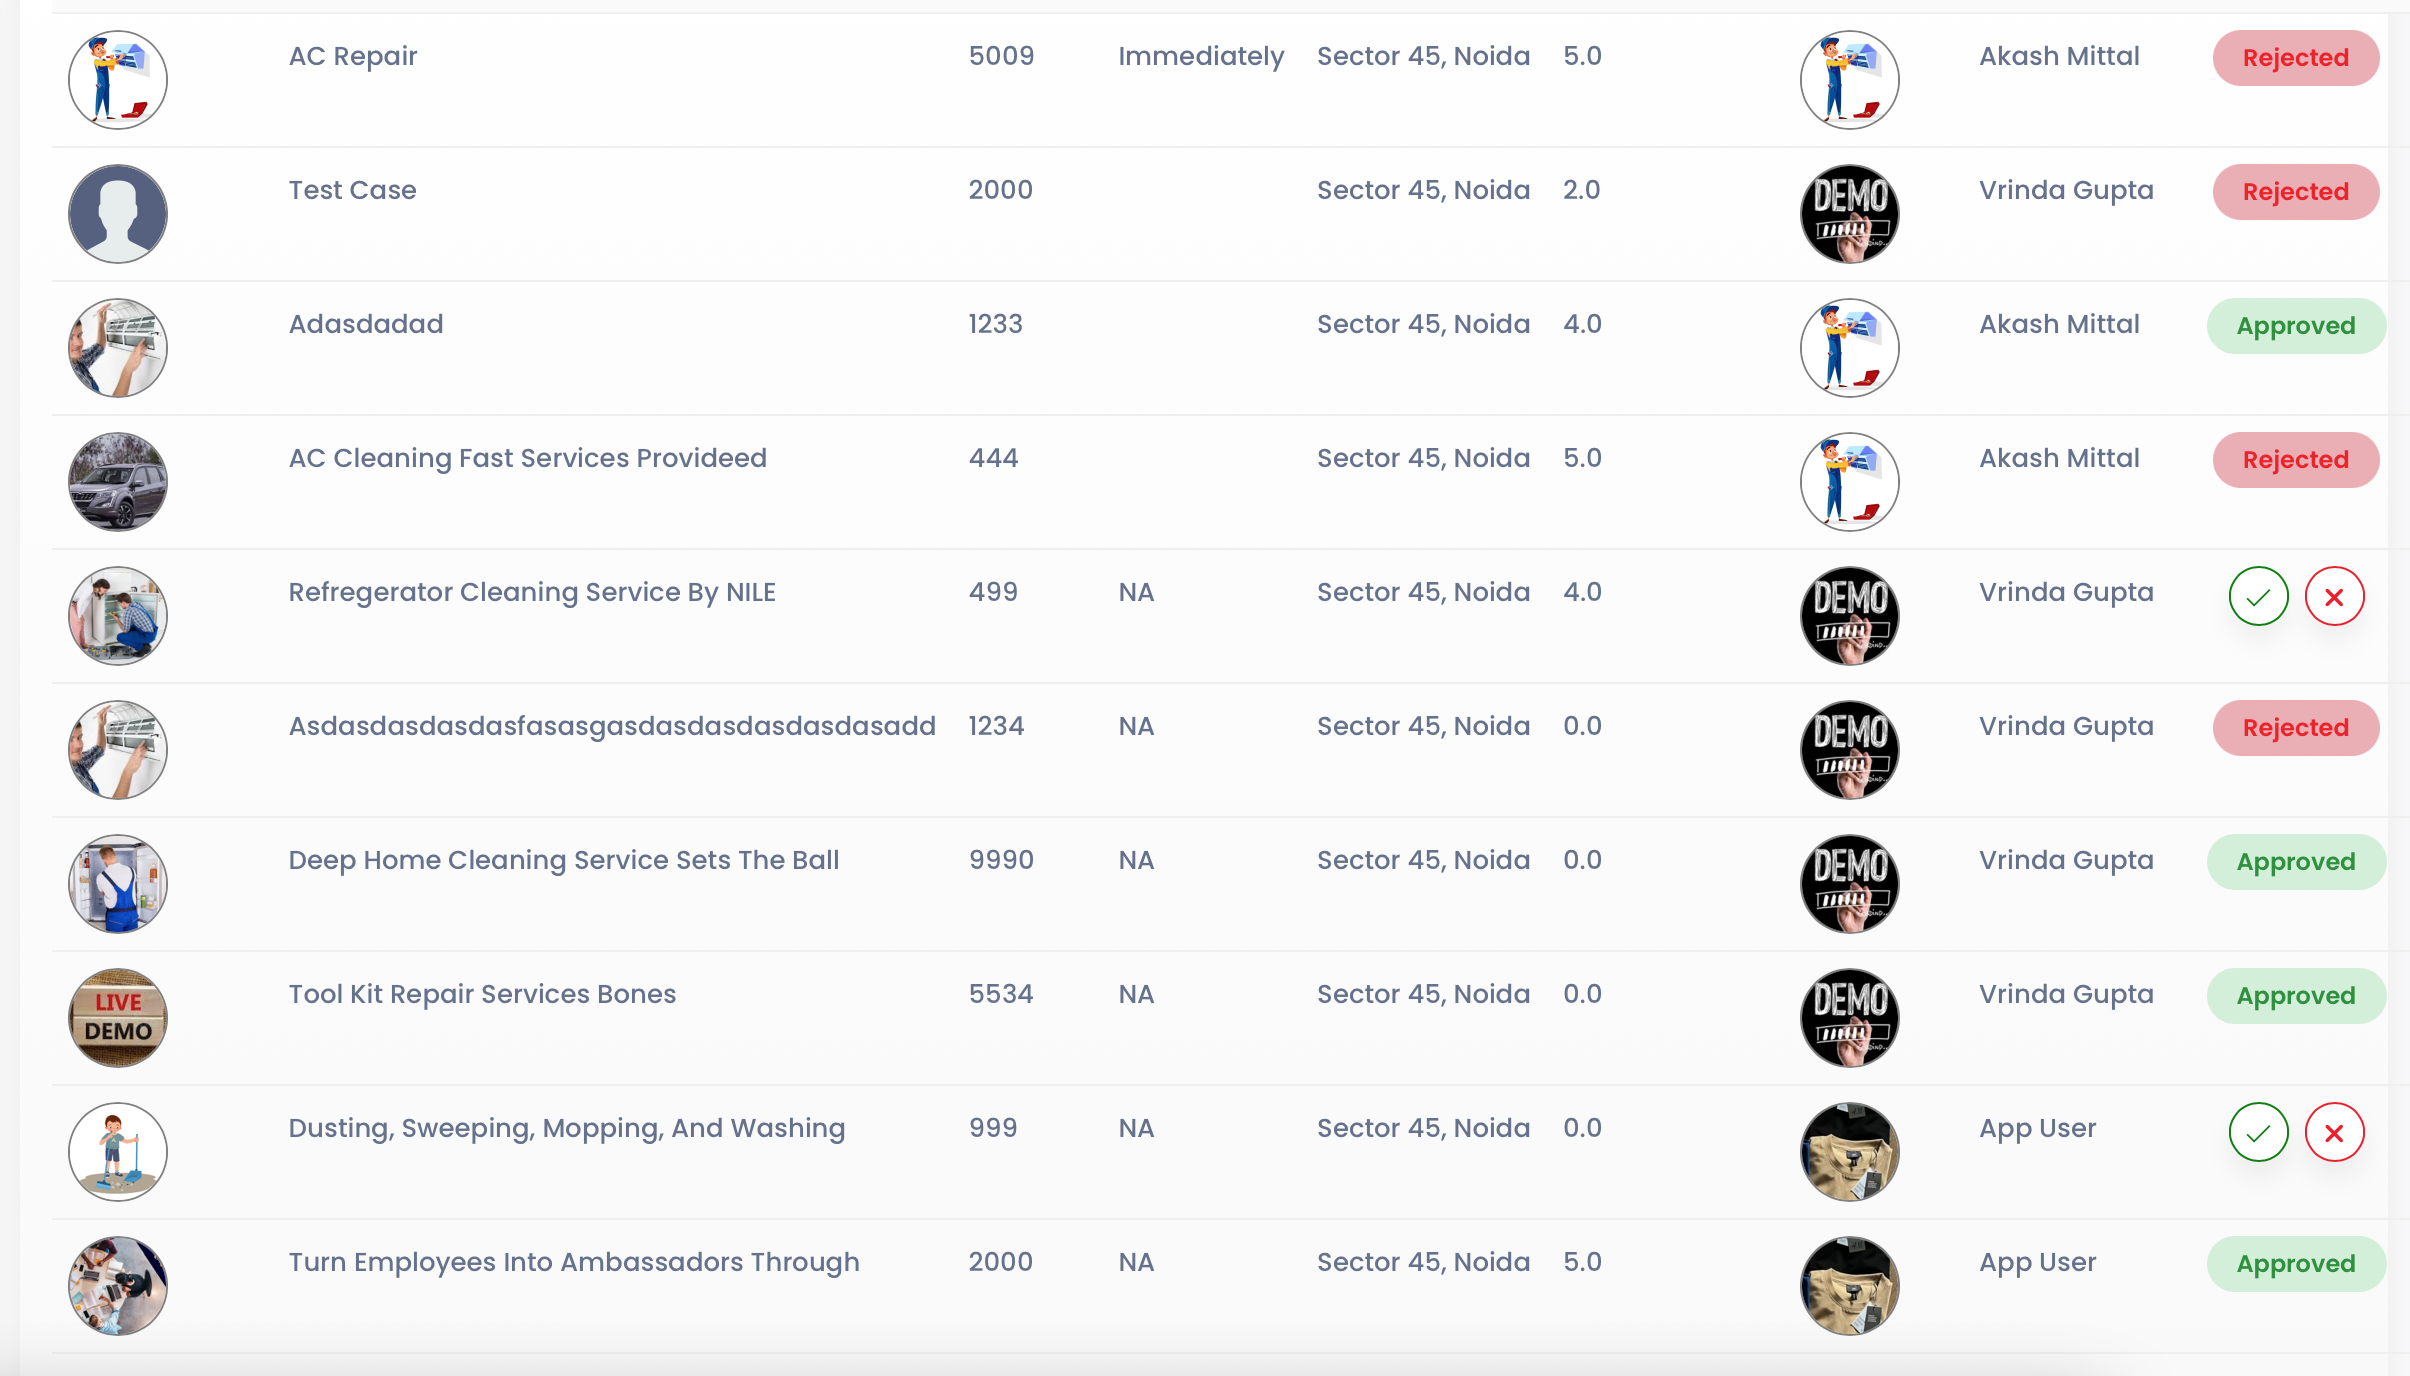 AC Repair 5009 Immediately Sector 45, Noida 5.0 Akash Mittal Rejected
Test Case 2000 Sector 45, Noida 2.0 DEMO Vrinda Gupta Rejected
Adasdadad 1233 Sector 45, Noida 4.0 Akash Mittal Approved
AC Cleaning Fast Services Provideed 444 Sector 45, Noida 5.0 Akash Mittal Rejected
Refregerator Cleaning Service By NILE 499 NA Sector 45, Noida 4.0 DEMO Vrinda Gupta
Asdasdasdasdasfasasgasdasdasdasdasdasadd 1234 NA Sector 45, Noida 0.0 DEMO Vrinda Gupta Rejected
Deep Home Cleaning Service Sets The Ball 9990 NA Sector 45, Noida 0.0 DEMO Vrinda Gupta Approved
LIVE DEMO Tool Kit Repair Services Bones 5534 NA Sector 45, Noida 0.0 DEMO Vrinda Gupta Approved
Dusting, Sweeping, Mopping, And Washing 999 NA Sector 45, Noida 0.0 App User
Turn Employees Into Ambassadors Through 2000 NA Sector 45, Noida 5.0 App User Approved